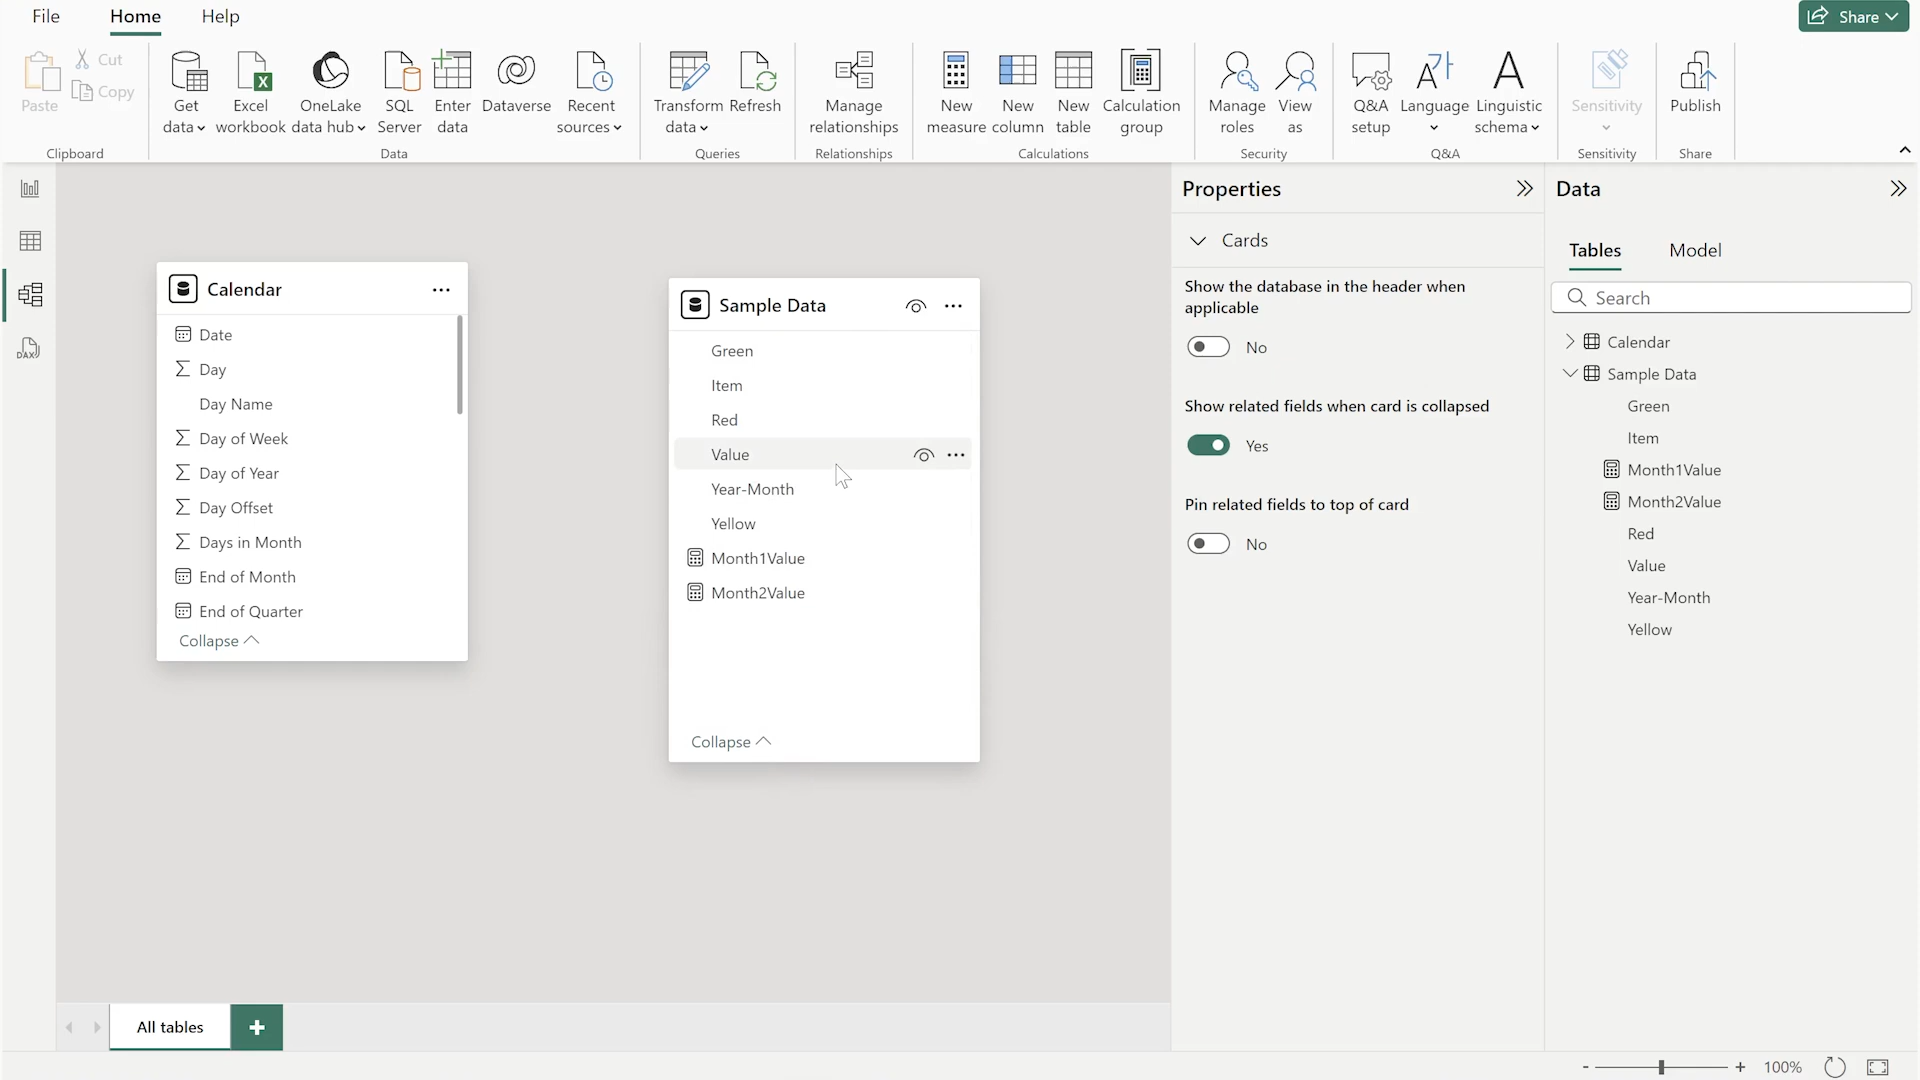 File Home Help
Share
Paste
Cut
Copy
Get data
Excel workbook
OneLake data hub
SQL Server
Enter data
Dataverse
Recent sources
Transform data
Refresh
Manage relationships
New measure
New column
New table
Calculation group
Manage roles
View as
Q&A setup
Language
Linguistic schema
Sensitivity
Publish
Clipboard
Data
Queries
Relationships
Calculations
Security
Q&A
Sensitivity
Share
DAX
Calendar
Date
Day
Day Name
Day of Week
Day of Year
Day Offset
Days in Month
End of Month
End of Quarter
Collapse
Sample Data
Green
Item
Red
Value
Year-Month
Yellow
Month1Value
Month2Value
Collapse
Properties
Cards
Show the database in the header when
applicable
No
Show related fields when card is collapsed
Yes
Pin related fields to top of card
No
Data
Tables Model
Search
Calendar
Sample Data
Green
Item
Month1Value
Month2Value
Red
Value
Year-Month
Yellow
All tables
+
- + 100%